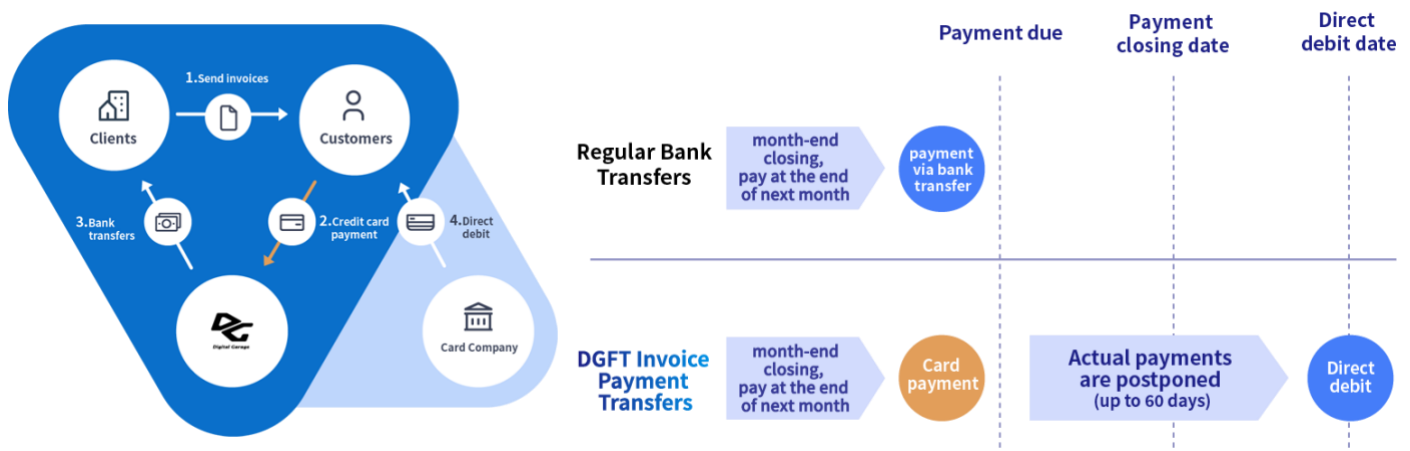 1.Send invoices
Clients
Customers
3.Bank
transfers
2.Credit card
payment
4.Direct
debit
DG
Digital Garage
Card Company
Payment due
Payment
closing date
Direct
debit date
Regular Bank
Transfers
month-end
closing,
pay at the end
of next month
payment
via bank
transfer
DGFT Invoice
Payment
Transfers
month-end
closing,
pay at the end
of next month
Card
payment
Actual payments
are postponed
(up to 60 days)
Direct
debit